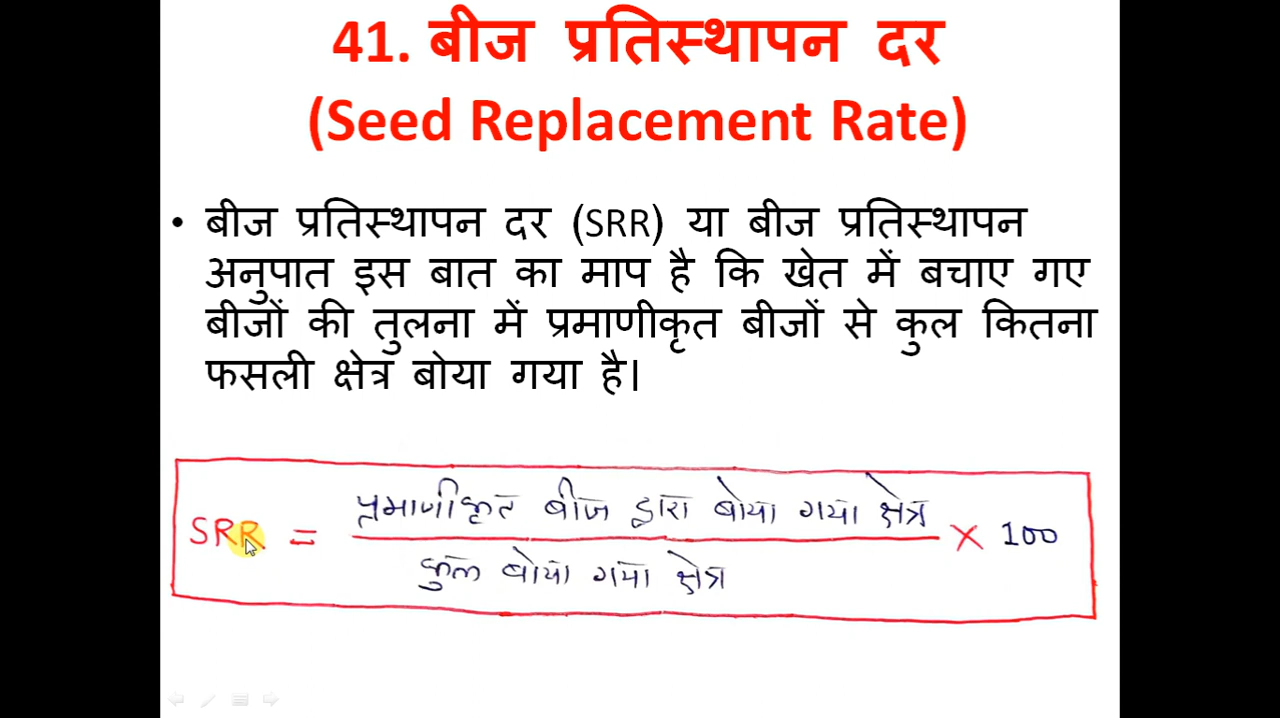 41. बीज प्रतिस्थापन दर
(Seed Replacement Rate)
• बीज प्रतिस्थापन दर (SRR) या बीज प्रतिस्थापन
अनुपात इस बात का माप है कि खेत में बचाए गए
बीजों की तुलना में प्रमाणीकृत बीजों से कुल कितना
फसली क्षेत्र बोया गया है।
प्रमाणीकृत बीज द्वारा बोया गया क्षेत्र
SRR = × 100
कुल बोया गया क्षेत्र